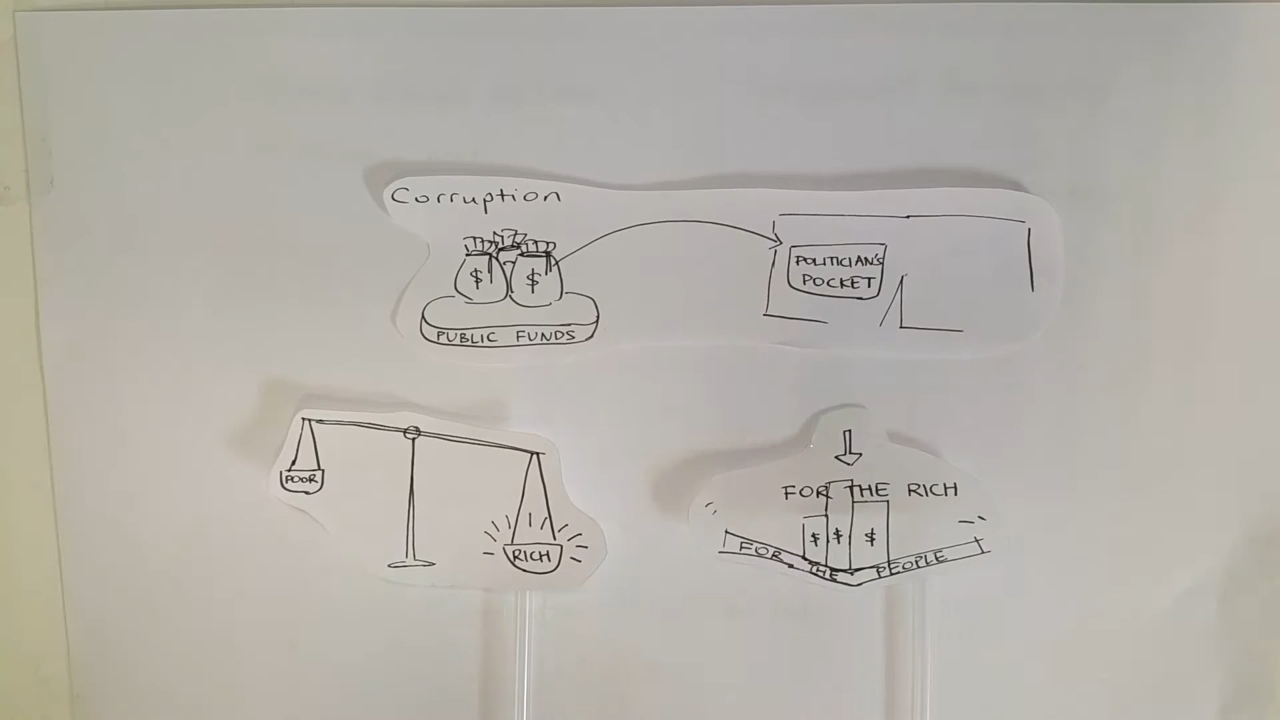 Corruption
$ $
POLITICIAN'S
POCKET
PUBLIC FUNDS
POOR
RICH
FOR THE RICH
$ $ $
FOR THE PEOPLE